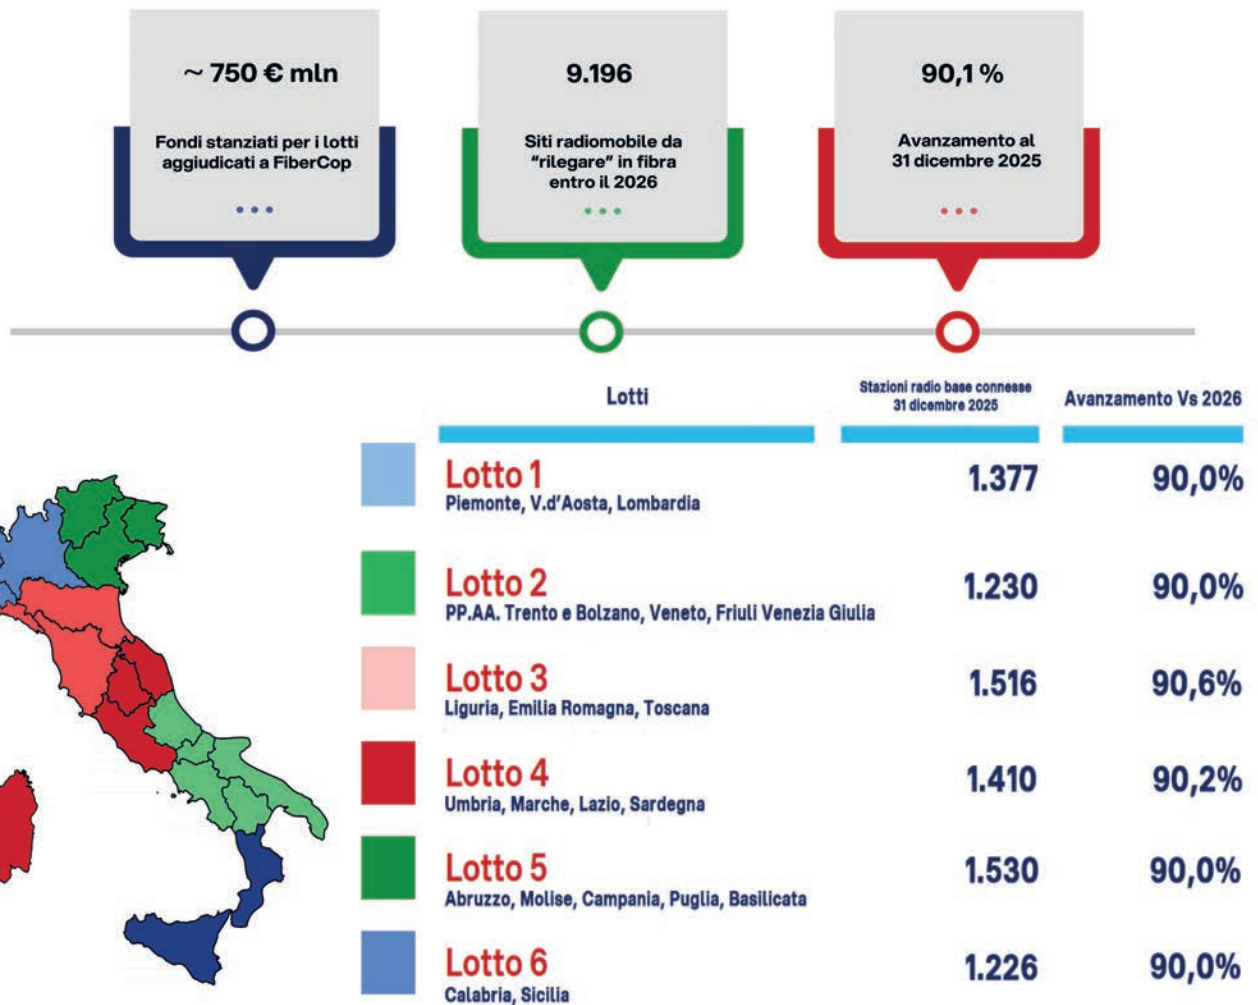 ~ 750 € mln
Fondi stanziati per i lotti
aggiudicati a FiberCop
9.196
Siti radiomobile da
“rilegare” in fibra
entro il 2026
90,1 %
Avanzamento al
31 dicembre 2025
Lotti
Stazioni radio base connesse
31 dicembre 2025
Avanzamento Vs 2026
Lotto 1
Piemonte, V.d’Aosta, Lombardia
1.377
90,0%
Lotto 2
PP.AA. Trento e Bolzano, Veneto, Friuli Venezia Giulia
1.230
90,0%
Lotto 3
Liguria, Emilia Romagna, Toscana
1.516
90,6%
Lotto 4
Umbria, Marche, Lazio, Sardegna
1.410
90,2%
Lotto 5
Abruzzo, Molise, Campania, Puglia, Basilicata
1.530
90,0%
Lotto 6
Calabria, Sicilia
1.226
90,0%